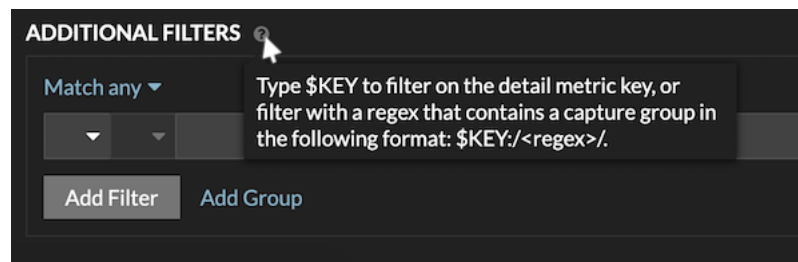 ADDITIONAL FILTERS ?
Match any
Type $KEY to filter on the detail metric key, or
filter with a regex that contains a capture group in
the following format: $KEY:/<regex>/.
Add Filter Add Group